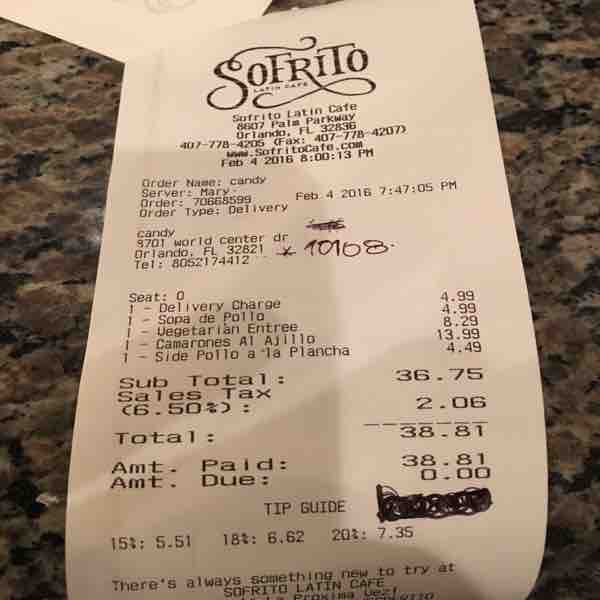 SOFRITO
LATIN CAFE
Sofrito Latin Cafe
8607 Palm Parkway
Orlando, FL 32836
407-778-4205 (Fax: 407-778-4207)
www.SofritoCafe.com
Feb 4 2016 8:00:13 PM
Order Name: candy
Server: Mary
Order: 70668599 Feb 4 2016 7:47:05 PM
Order Type: Delivery
candy
8701 world center dr
Orlando, FL 32821 * 10108.
Tel: 8052174412
Seat: 0
1 - Delivery Charge 4.99
1 - Sopa de Pollo 4.99
1 - Vegetarian Entree 8.29
1 - Camarones Al Ajillo 13.99
1 - Side Pollo a la Plancha 4.49
Sub Total: 36.75
Sales Tax
(6.50%): 2.06
Total: 38.81
Amt. Paid: 38.81
Amt. Due: 0.00
TIP GUIDE
15%: 5.51 18%: 6.62 20%: 7.35
There's always something new to try at
SOFRITO LATIN CAFE
La Proxima Vez!